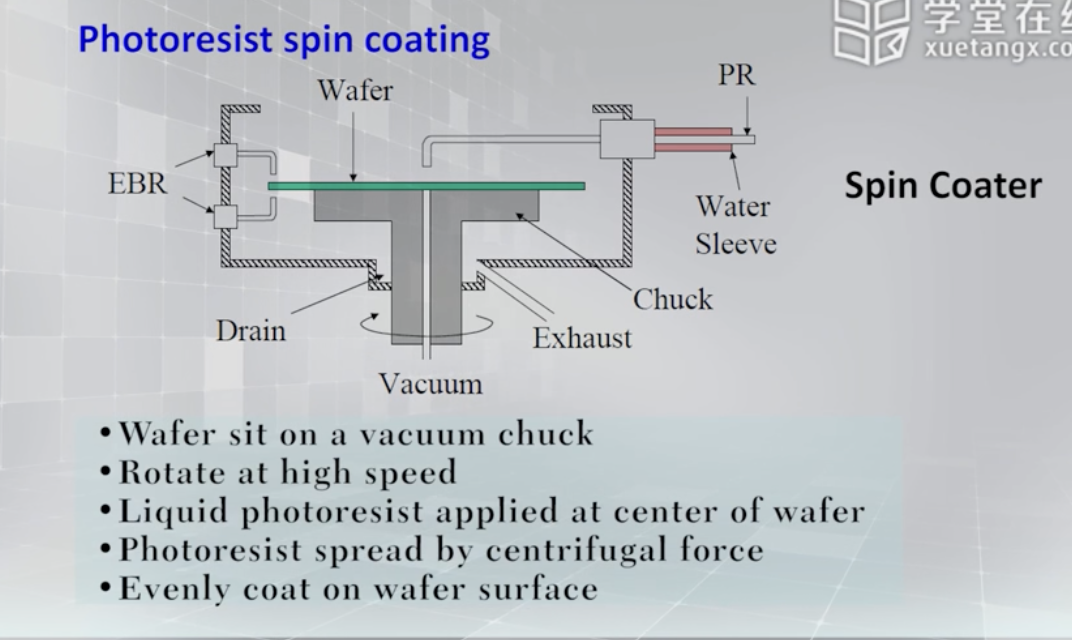 Photoresist spin coating
学堂在线
xuetangx.co
PR
Wafer
EBR
Water
Sleeve
Spin Coater
Chuck
Drain
Exhaust
Vacuum
•Wafer sit on a vacuum chuck
•Rotate at high speed
•Liquid photoresist applied at center of wafer
•Photoresist spread by centrifugal force
•Evenly coat on wafer surface